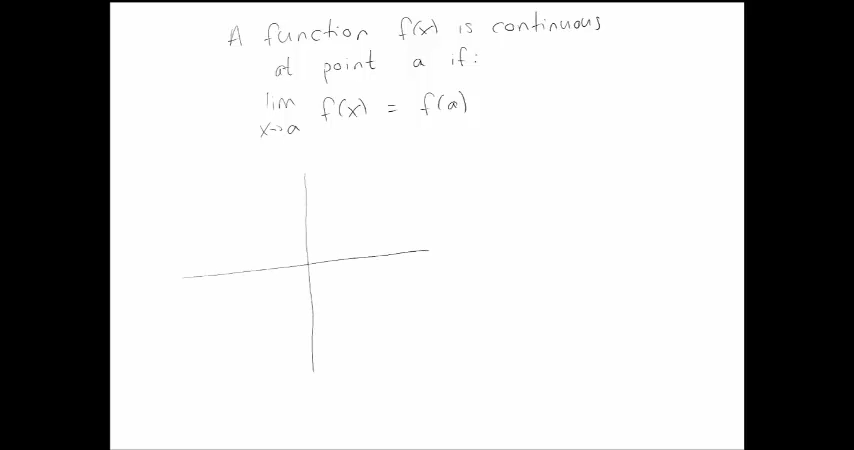 A function f(x) is continuous
at point a if:
lim f(x) = f(a)
x→a